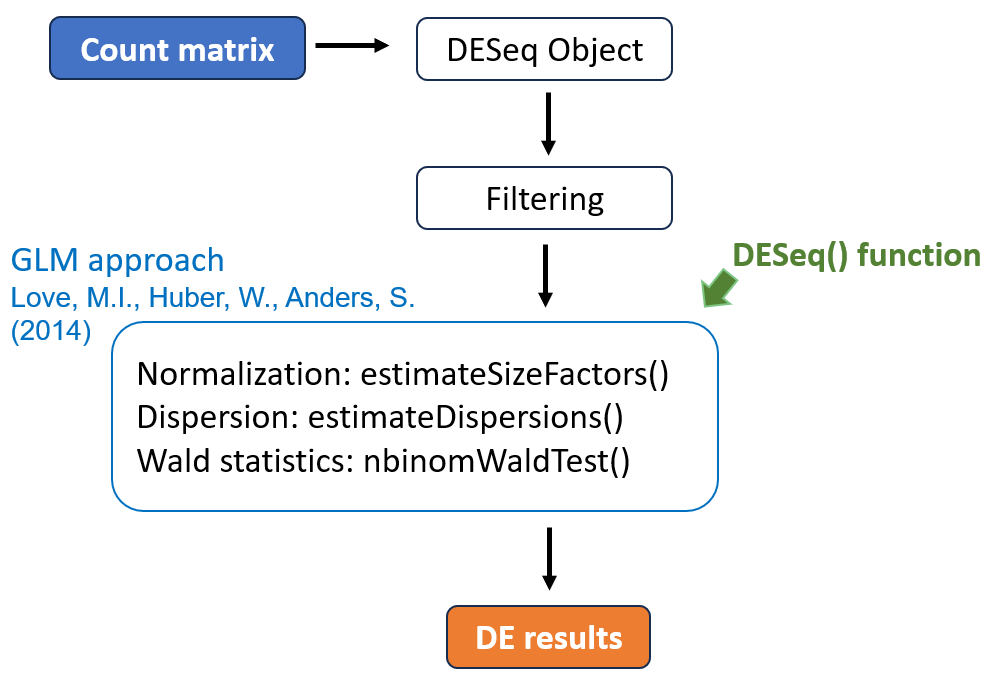 Count matrix
DESeq Object
Filtering
GLM approach
Love, M.I., Huber, W., Anders, S.
(2014)
DESeq() function
Normalization: estimateSizeFactors()
Dispersion: estimateDispersions()
Wald statistics: nbinomWaldTest()
DE results